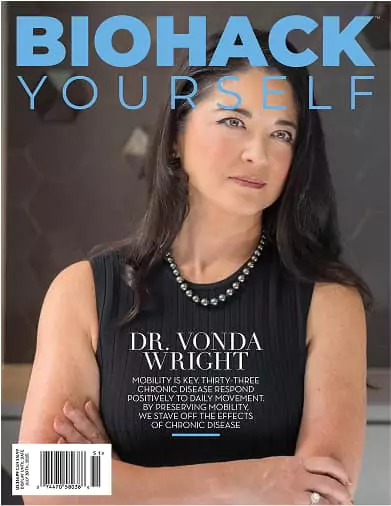 BIOHACK™
YOURSELF
DR. VONDA
WRIGHT
MOBILITY IS KEY, THIRTY-THREE
CHRONIC DISEASE RESPOND
POSITIVELY TO DAILY MOVEMENT.
BY PRESERVING MOBILITY,
WE STAVE OFF THE EFFECTS
OF CHRONIC DISEASE